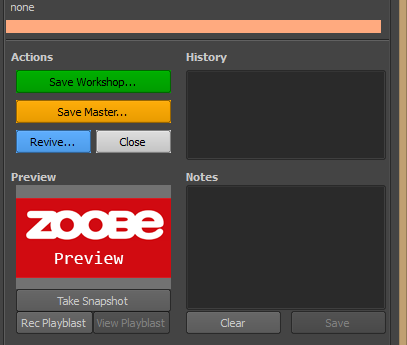 none
Actions
History
Save Workshop...
Save Master...
Revive...
Close
Preview
Notes
ZOOBE
Preview
Take Snapshot
Rec Playblast
View Playblast
Clear
Save